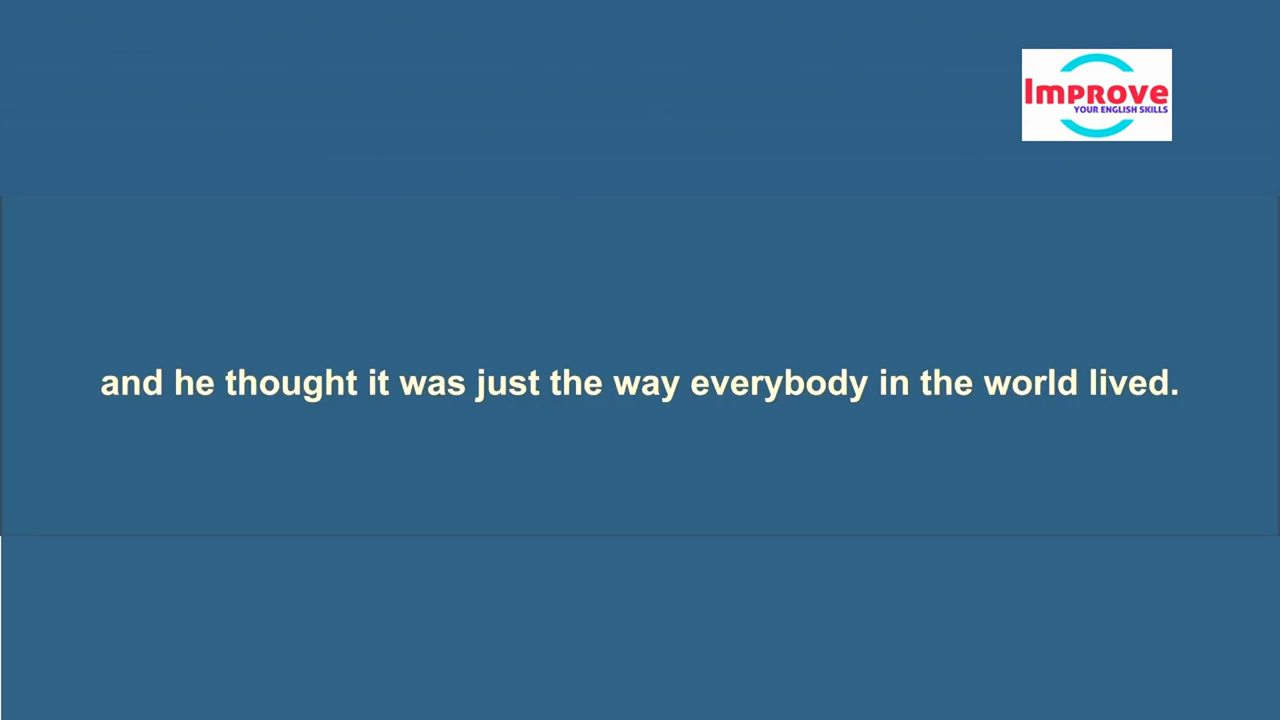 Improve
YOUR ENGLISH SKILLS
and he thought it was just the way everybody in the world lived.